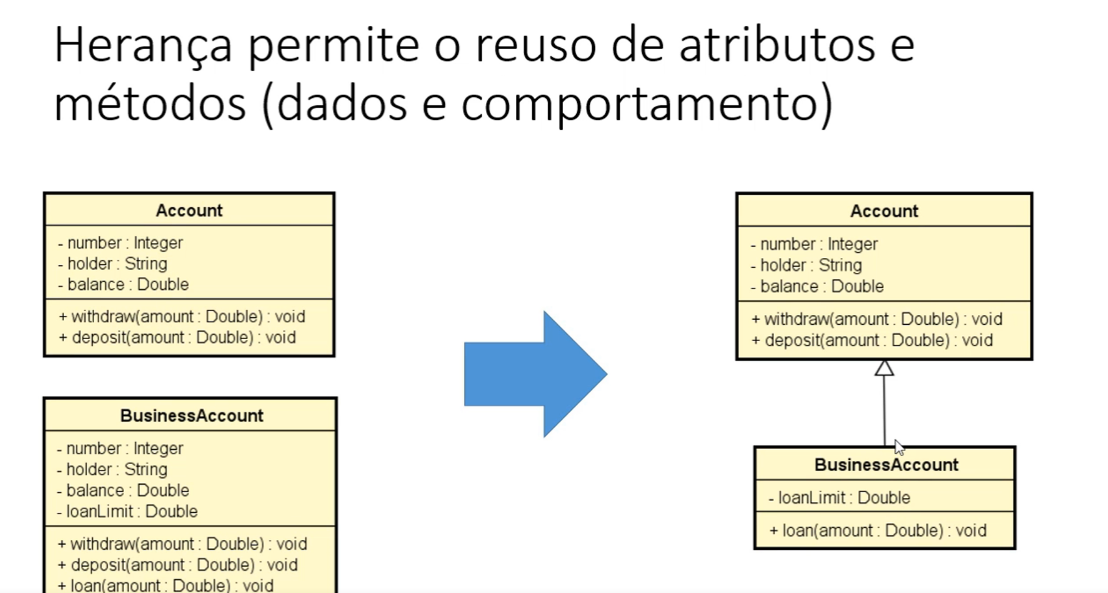 Herança permite o reuso de atributos e
métodos (dados e comportamento)
Account
- number : Integer
- holder : String
- balance : Double
+ withdraw(amount : Double) : void
+ deposit(amount : Double) : void
BusinessAccount
- number : Integer
- holder : String
- balance : Double
- loanLimit : Double
+ withdraw(amount : Double) : void
+ deposit(amount : Double) : void
+ loan(amount : Double) : void
Account
- number : Integer
- holder : String
- balance : Double
+ withdraw(amount : Double) : void
+ deposit(amount : Double) : void
BusinessAccount
- loanLimit : Double
+ loan(amount : Double) : void